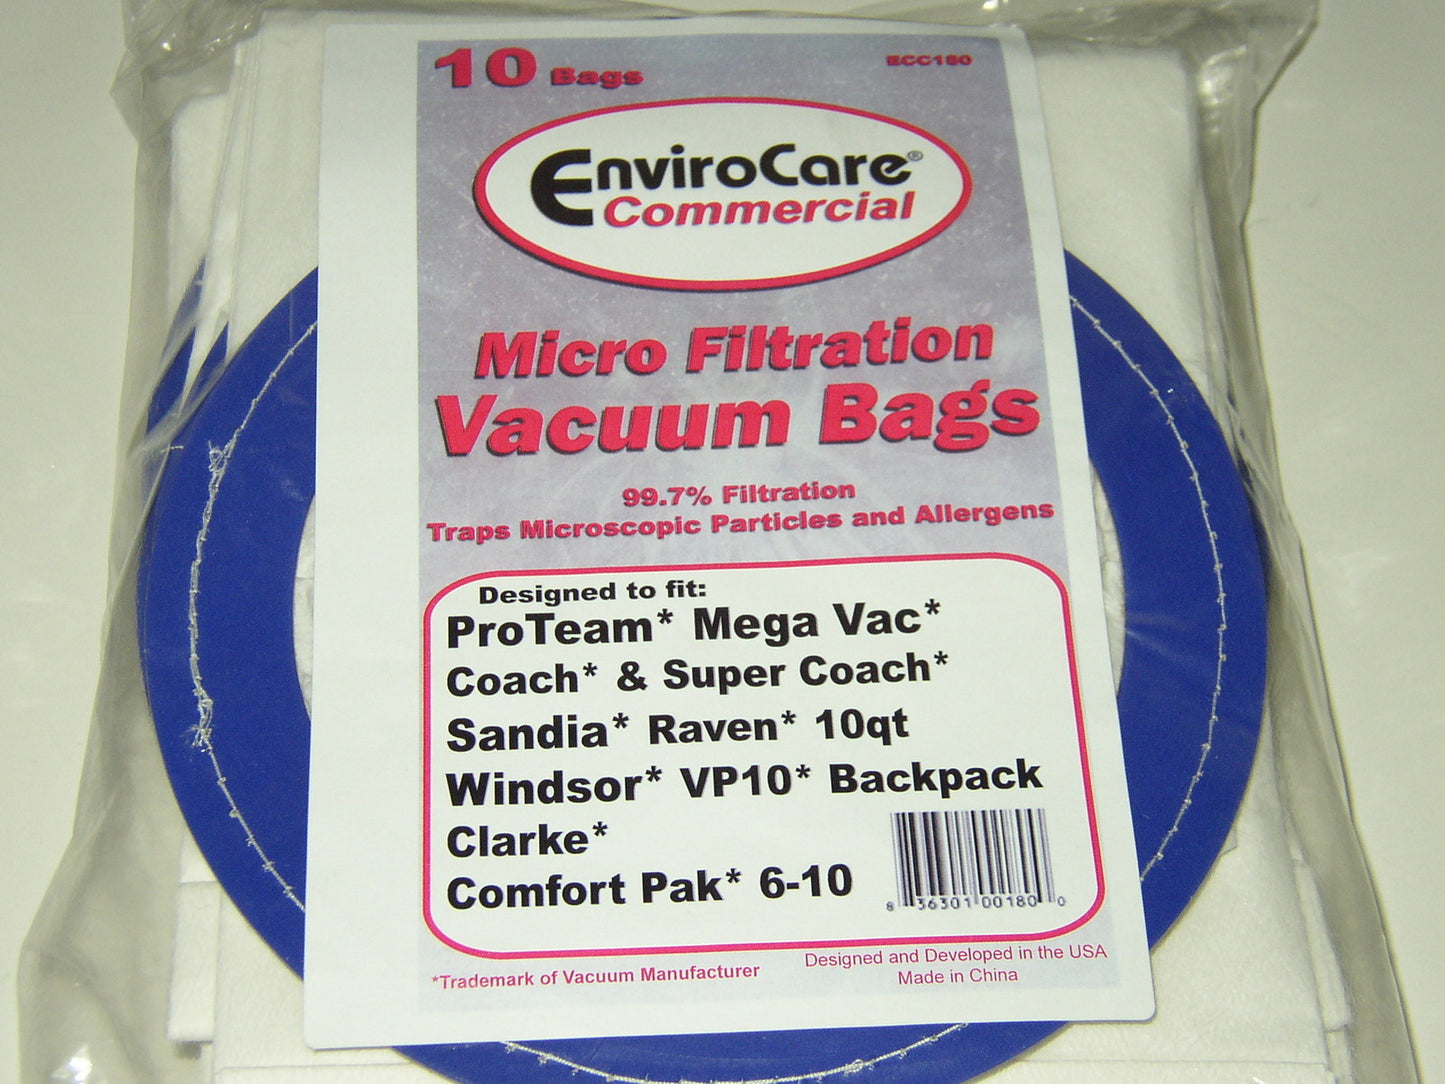 10 Bags
ECC180
EnviroCare®
Commercial
Micro Filtration
Vacuum Bags
99.7% Filtration
Traps Microscopic Particles and Allergens
Designed to fit:
ProTeam* Mega Vac*
Coach* & Super Coach*
Sandia* Raven* 10qt
Windsor* VP10* Backpack
Clarke*
Comfort Pak* 6-10
8 36301 00180 0
*Trademark of Vacuum Manufacturer
Designed and Developed in the USA
Made in China